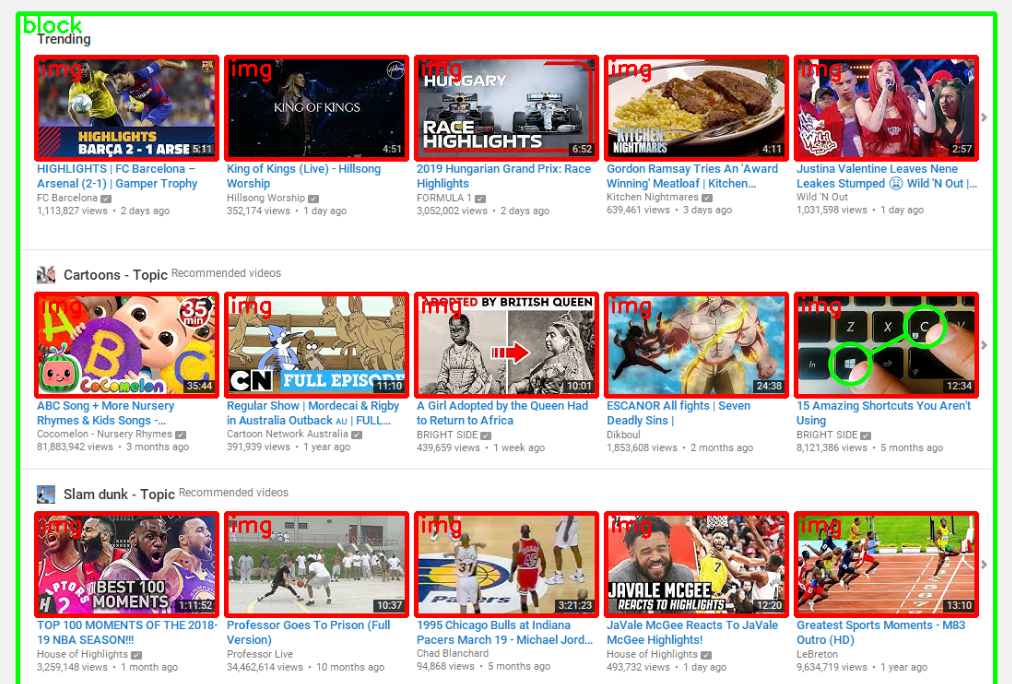 block
Trending
img
img
img
img
img
HIGHLIGHTS
BARÇA 2 - 1 ARSE
5:11
KING OF KINGS
4:51
HUNGARY
RACE
HIGHLIGHTS
6:52
KITCHEN
NIGHTMARES
4:11
Wild
Style
2:57
HIGHLIGHTS | FC Barcelona –
Arsenal (2-1) | Gamper Trophy
FC Barcelona
1,113,827 views • 2 days ago
King of Kings (Live) - Hillsong
Worship
Hillsong Worship
352,174 views • 1 day ago
2019 Hungarian Grand Prix: Race
Highlights
FORMULA 1
3,052,002 views • 2 days ago
Gordon Ramsay Tries An 'Award
Winning' Meatloaf | Kitchen...
Kitchen Nightmares
639,461 views • 3 days ago
Justina Valentine Leaves Nene
Leakes Stumped 😩 Wild 'N Out |...
Wild 'N Out
1,031,598 views • 1 day ago
Cartoons - Topic Recommended videos
img
img
img
img
img
A
B
C
35
min
CoComelon
35:44
CN FULL EPISODE
11:10
ADOPTED BY BRITISH QUEEN
10:01
24:38
Z X C V
fn
alt
12:34
ABC Song + More Nursery
Rhymes & Kids Songs -...
Cocomelon - Nursery Rhymes
81,883,942 views • 3 months ago
Regular Show | Mordecai & Rigby
in Australia Outback AU | FULL...
Cartoon Network Australia
391,939 views • 1 year ago
A Girl Adopted by the Queen Had
to Return to Africa
BRIGHT SIDE
439,659 views • 1 week ago
ESCANOR All fights | Seven
Deadly Sins |
Dikboul
1,853,608 views • 2 months ago
15 Amazing Shortcuts You Aren't
Using
BRIGHT SIDE
8,121,386 views • 5 months ago
Slam dunk - Topic Recommended videos
img
img
img
img
img
RAPTORS
2
H
BEST 100
MOMENTS
1:11:52
10:37
31
45
Pacers
3:21:23
JAVALE MCGEE
REACTS TO HIGHLIGHTS
7
12:20
5
6
7
13:10
TOP 100 MOMENTS OF THE 2018-
19 NBA SEASON!!!
House of Highlights
3,259,148 views • 1 month ago
Professor Goes To Prison (Full
Version)
Professor Live
34,462,614 views • 10 months ago
1995 Chicago Bulls at Indiana
Pacers March 19 - Michael Jord...
Chad Blanchard
94,868 views • 5 months ago
JaVale McGee Reacts To JaVale
McGee Highlights!
House of Highlights
493,732 views • 1 day ago
Greatest Sports Moments - M83
Outro (HD)
LeBreton
9,634,719 views • 1 year ago